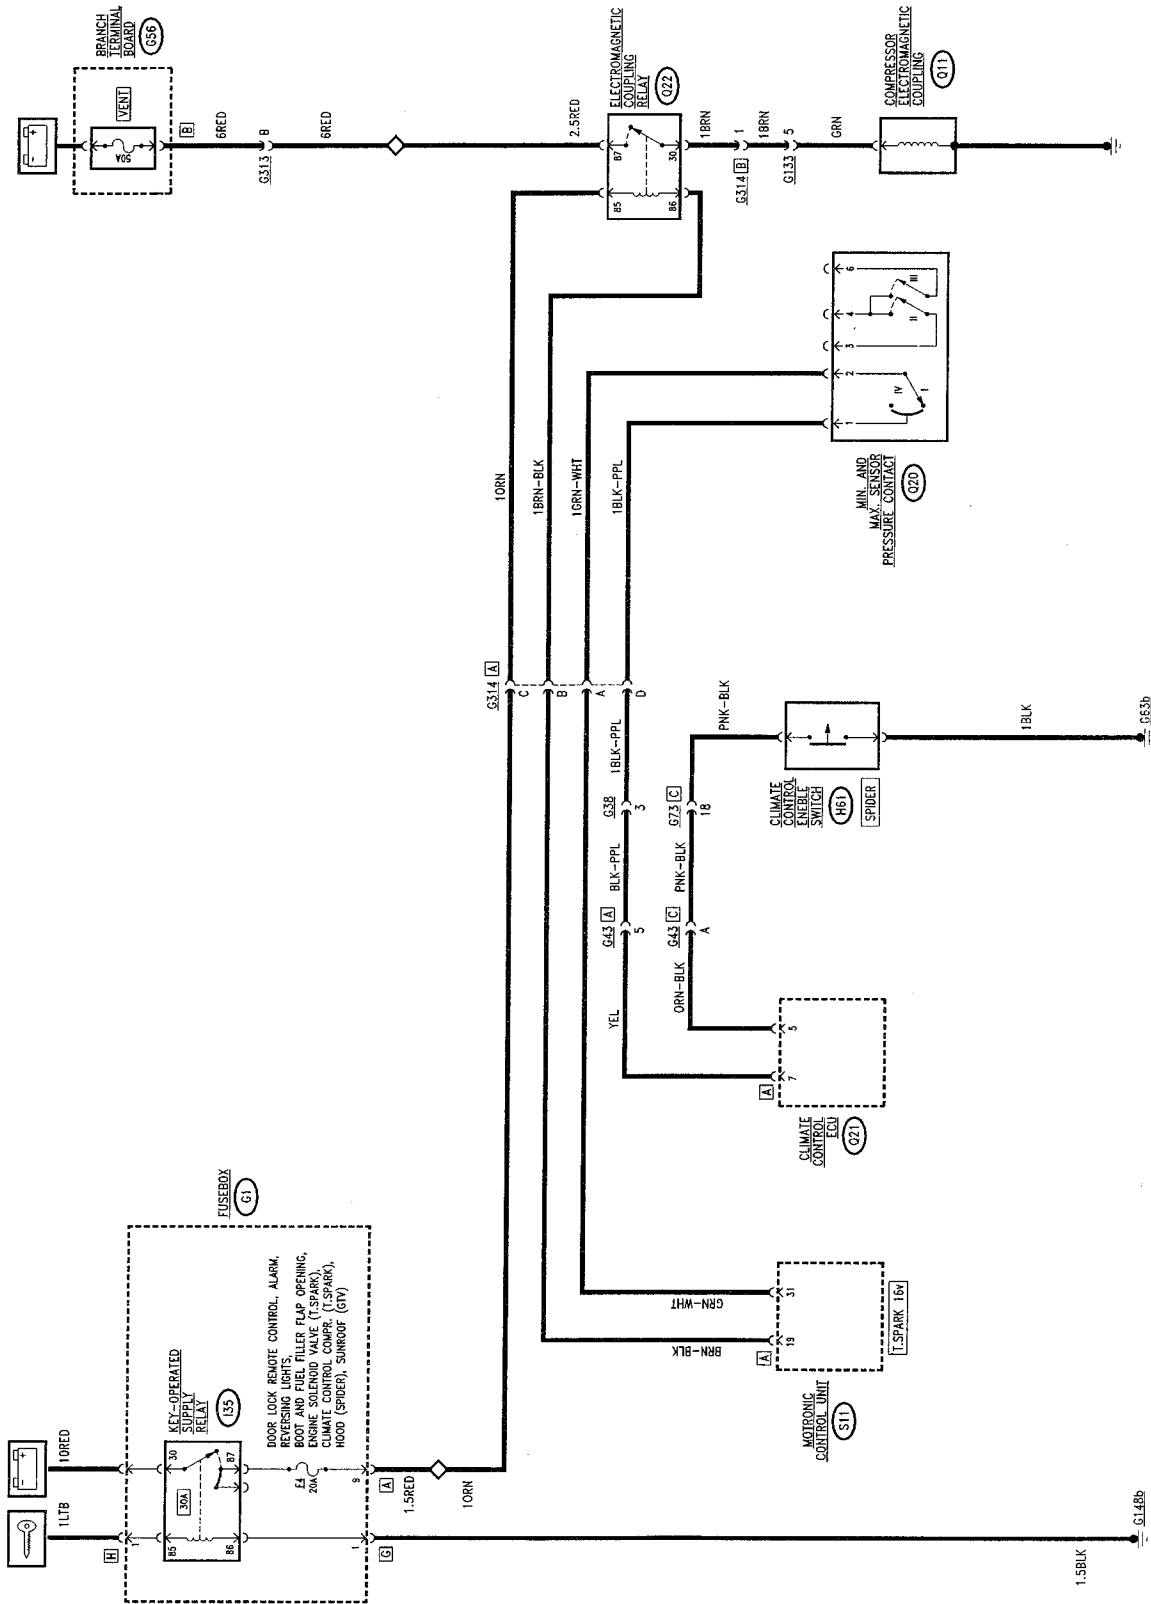 BRANCH
TERMINAL
BOARD
G56
VENT
50A
B
6RED
G313
8
6RED
2.5RED
ELECTROMAGNETIC
COUPLING
RELAY
Q22
87
30
85
86
1BRN
G314 B
1
1BRN
G133
5
GRN
COMPRESSOR
ELECTROMAGNETIC
COUPLING
Q11
1ORN
1BRN-BLK
1GRN-WHT
1BLK-PPL
1
2
3
4
6
I
IV
II
III
MIN. AND
MAX. SENSOR
PRESSURE CONTACT
Q20
G314 A
C
B
A
D
1BLK-PPL
G38
3
BLK-PPL
G43 A
5
YEL
PNK-BLK
G73 C
18
PNK-BLK
G43 C
A
ORN-BLK
CLIMATE
CONTROL
ENEBLE
SWITCH
H61
SPIDER
1BLK
G63b
A
7
5
CLIMATE
CONTROL
ECU
Q21
FUSEBOX
G1
KEY-OPERATED
SUPPLY
RELAY
I35
DOOR LOCK REMOTE CONTROL, ALARM,
REVERSING LIGHTS,
BOOT AND FUEL FILLER FLAP OPENING,
ENGINE SOLENOID VALVE (T.SPARK),
CLIMATE CONTROL COMPR. (T.SPARK),
HOOD (SPIDER), SUNROOF (GTV)
10RED
1LTB
H
1
30
87
30A
85
86
F4
20A
9
1
A
G
1.5RED
1ORN
1.5BLK
G148b
BRN-BLK
GRN-WHT
A
19
31
T.SPARK 16v
MOTRONIC
CONTROL UNIT
S11